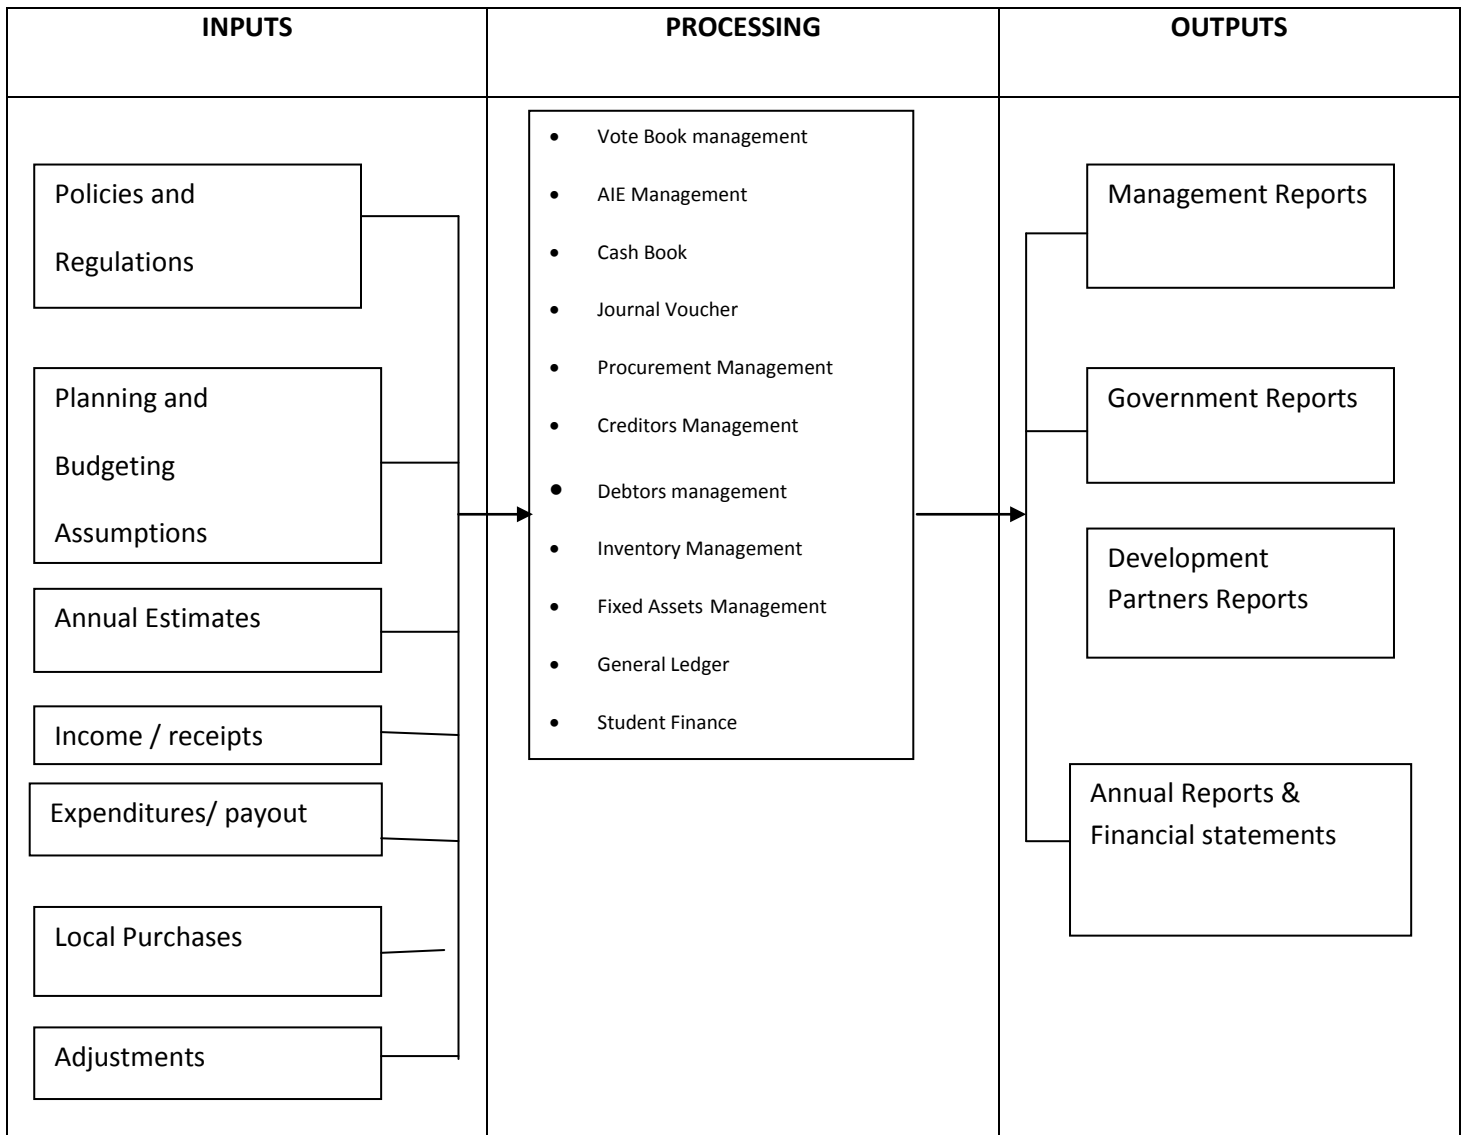 INPUTS
PROCESSING
OUTPUTS
Policies and
Regulations
Planning and
Budgeting
Assumptions
Annual Estimates
Income / receipts
Expenditures/ payout
Local Purchases
Adjustments
• Vote Book management
• AIE Management
• Cash Book
• Journal Voucher
• Procurement Management
• Creditors Management
• Debtors management
• Inventory Management
• Fixed Assets Management
• General Ledger
• Student Finance
Management Reports
Government Reports
Development
Partners Reports
Annual Reports &
Financial statements